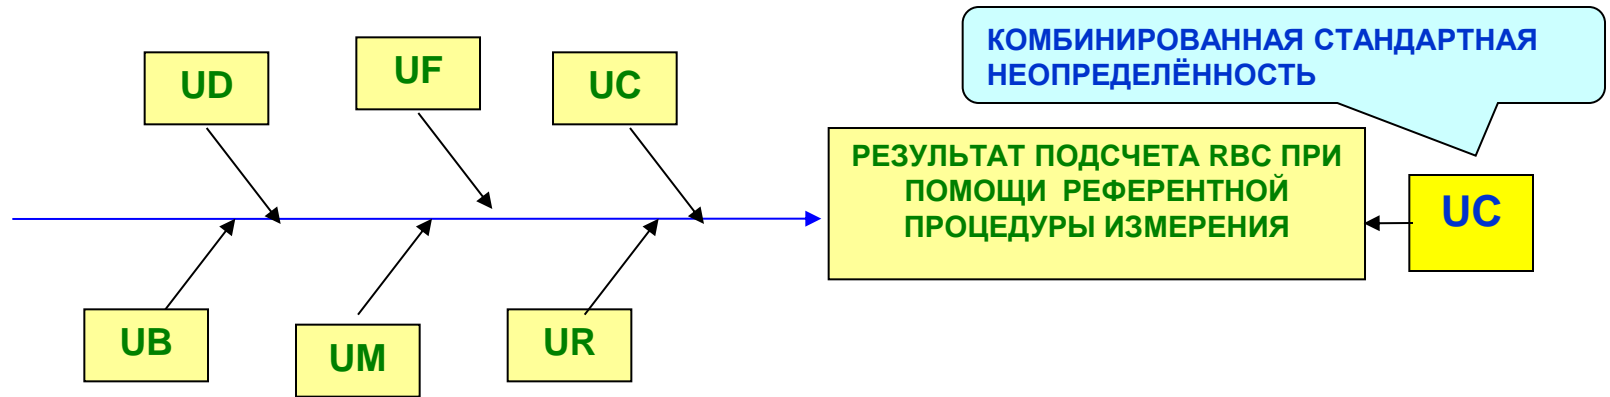 КОМБИНИРОВАННАЯ СТАНДАРТНАЯ
НЕОПРЕДЕЛЁННОСТЬ
UD
UF
UC
РЕЗУЛЬТАТ ПОДСЧЕТА RBC ПРИ
ПОМОЩИ РЕФЕРЕНТНОЙ
ПРОЦЕДУРЫ ИЗМЕРЕНИЯ
UC
UB
UM
UR